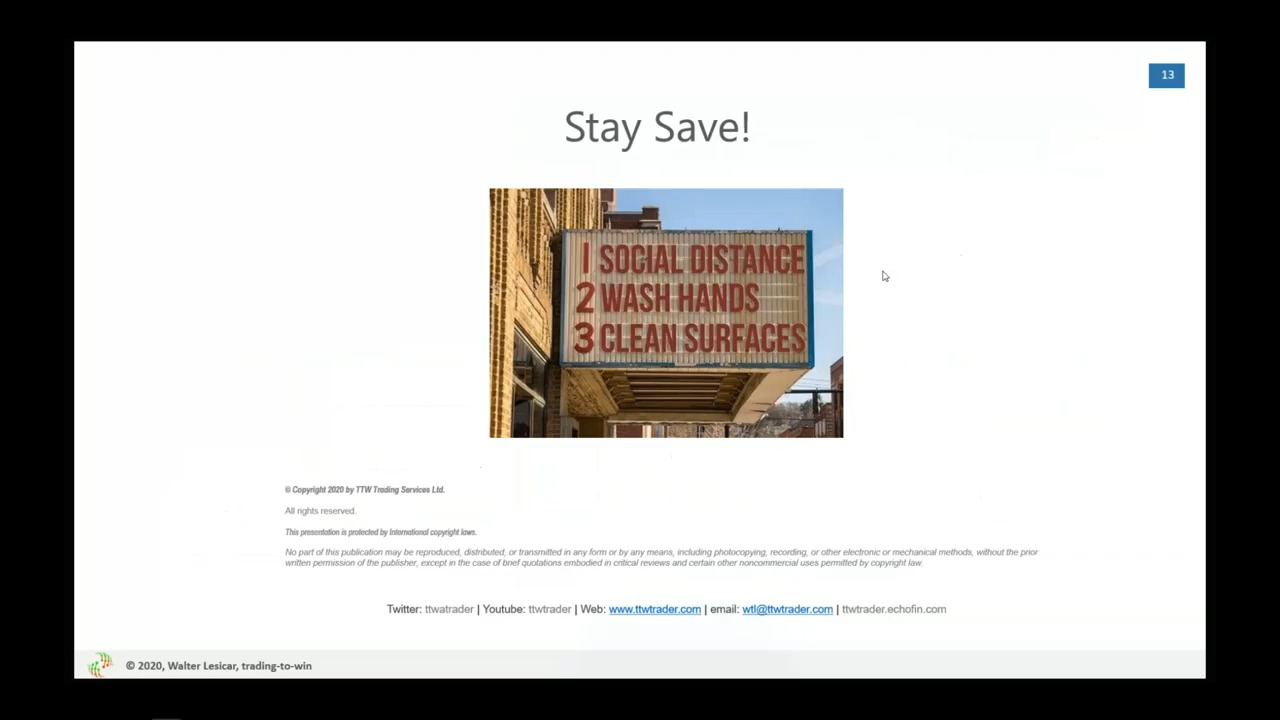 13
Stay Save!
1 SOCIAL DISTANCE
2 WASH HANDS
3 CLEAN SURFACES
© Copyright 2020 by TTW Trading Services Ltd.
All rights reserved.
This presentation is protected by International copyright laws.
No part of this publication may be reproduced, distributed, or transmitted in any form or by any means, including photocopying, recording, or other electronic or mechanical methods, without the prior
written permission of the publisher, except in the case of brief quotations embodied in critical reviews and certain other noncommercial uses permitted by copyright law.
Twitter: ttwatrader | Youtube: ttwtrader | Web: www.ttwtrader.com | email: wtl@ttwtrader.com | ttwtrader.echofin.com
© 2020, Walter Lesicar, trading-to-win